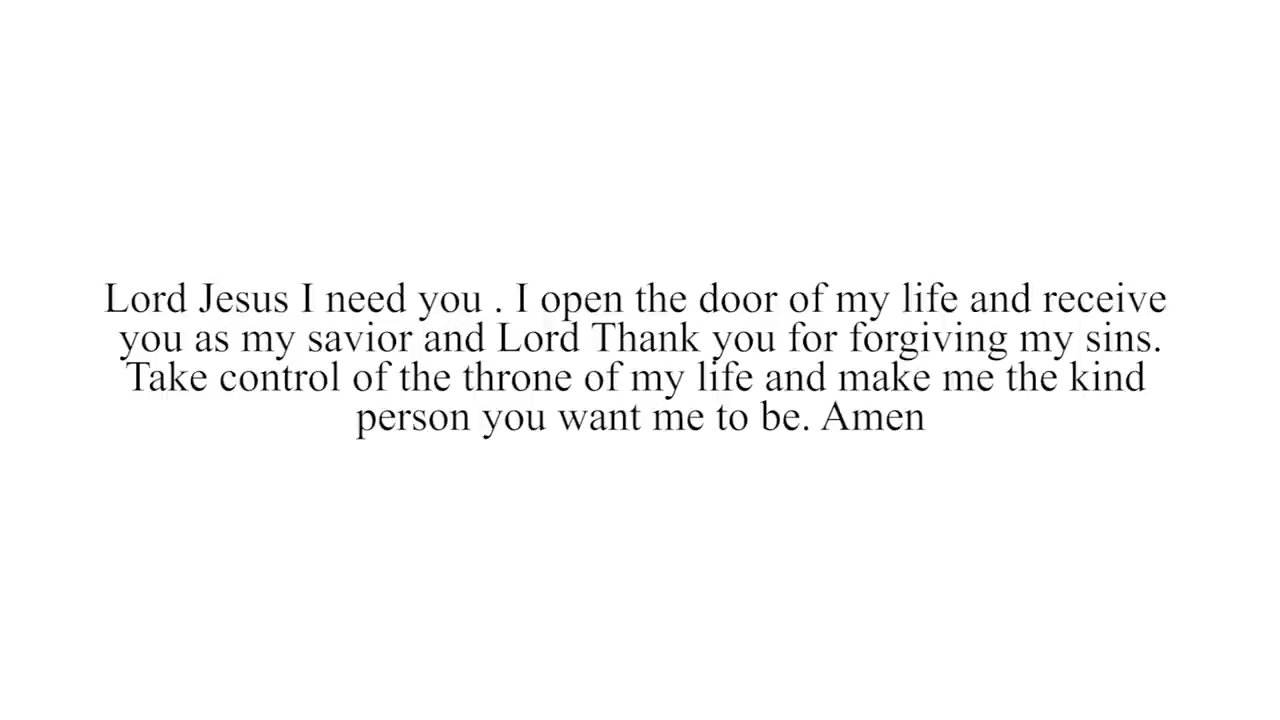 Lord Jesus I need you . I open the door of my life and receive
you as my savior and Lord Thank you for forgiving my sins.
Take control of the throne of my life and make me the kind
person you want me to be. Amen